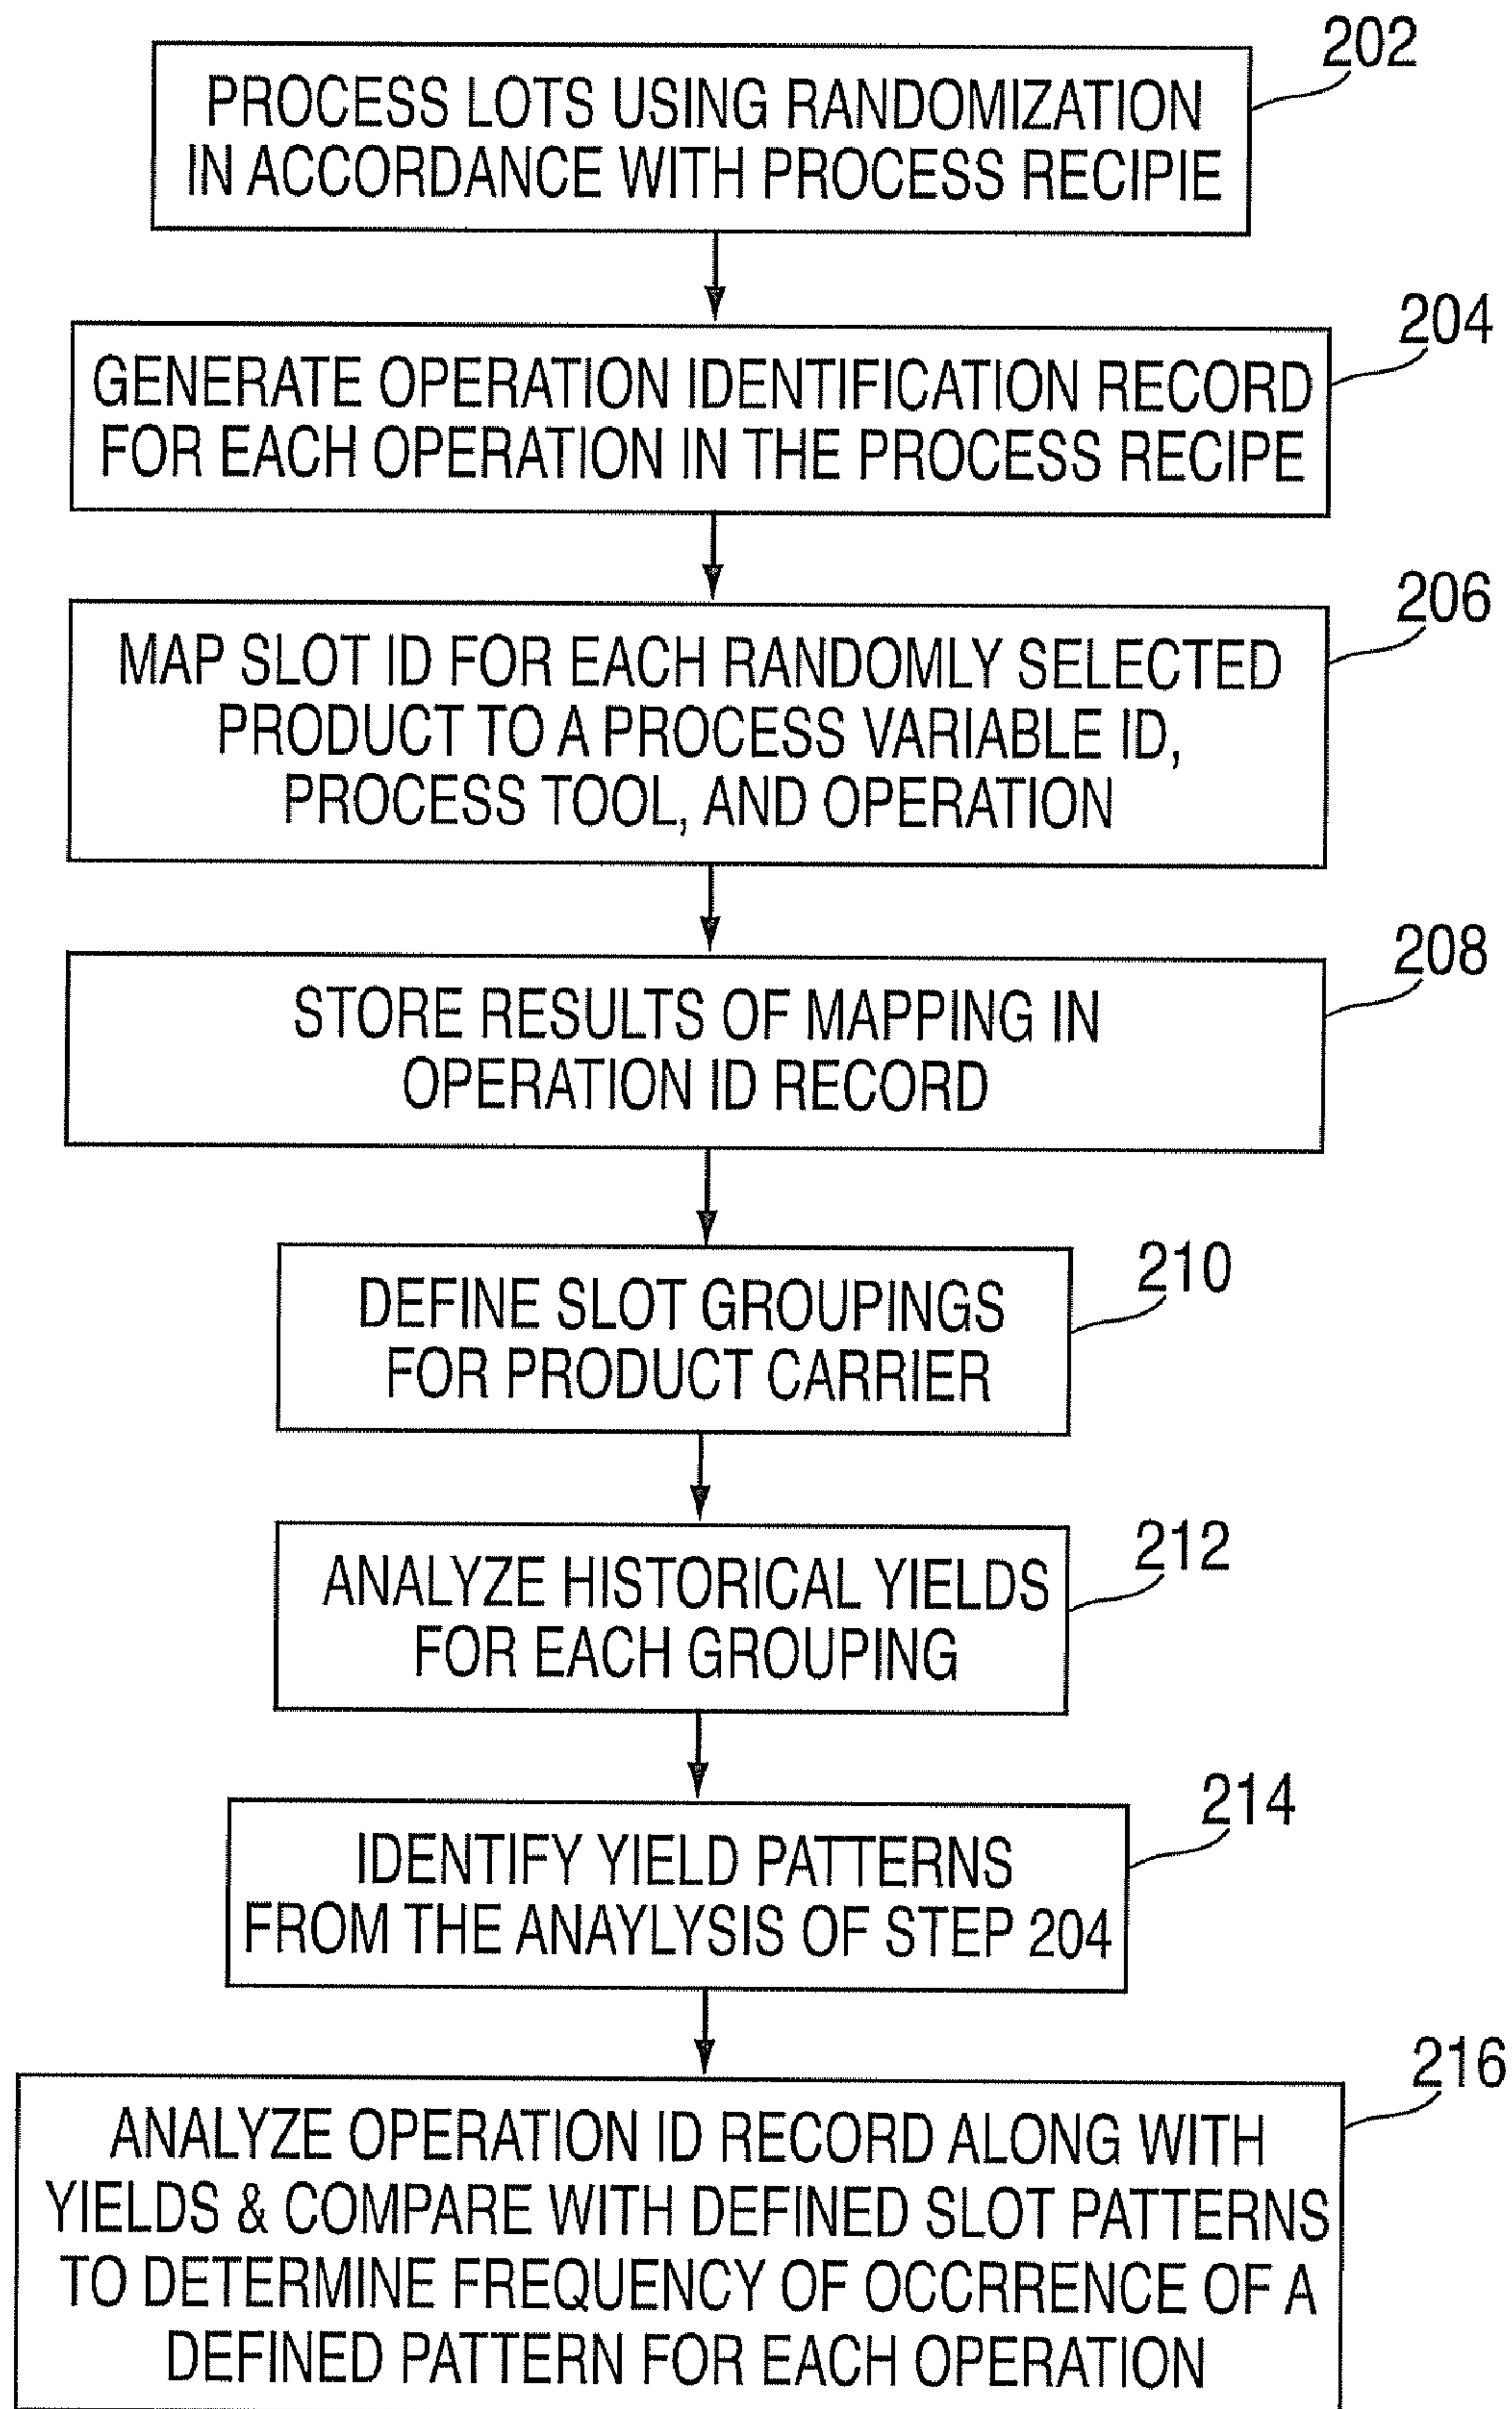 202
PROCESS LOTS USING RANDOMIZATION
IN ACCORDANCE WITH PROCESS RECIPIE
204
GENERATE OPERATION IDENTIFICATION RECORD
FOR EACH OPERATION IN THE PROCESS RECIPE
206
MAP SLOT ID FOR EACH RANDOMLY SELECTED
PRODUCT TO A PROCESS VARIABLE ID,
PROCESS TOOL, AND OPERATION
208
STORE RESULTS OF MAPPING IN
OPERATION ID RECORD
210
DEFINE SLOT GROUPINGS
FOR PRODUCT CARRIER
212
ANALYZE HISTORICAL YIELDS
FOR EACH GROUPING
214
IDENTIFY YIELD PATTERNS
FROM THE ANAYLYSIS OF STEP 204
216
ANALYZE OPERATION ID RECORD ALONG WITH
YIELDS & COMPARE WITH DEFINED SLOT PATTERNS
TO DETERMINE FREQUENCY OF OCCRRENCE OF A
DEFINED PATTERN FOR EACH OPERATION